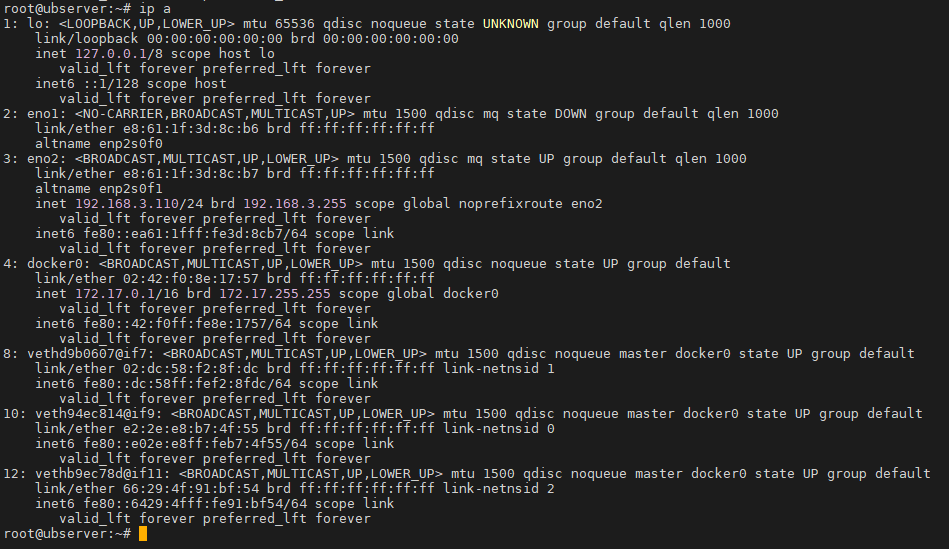 root@ubserver:~# ip a
1: lo: <LOOPBACK,UP,LOWER_UP> mtu 65536 qdisc noqueue state UNKNOWN group default qlen 1000
    link/loopback 00:00:00:00:00:00 brd 00:00:00:00:00:00
    inet 127.0.0.1/8 scope host lo
       valid_lft forever preferred_lft forever
    inet6 ::1/128 scope host
       valid_lft forever preferred_lft forever
2: eno1: <NO-CARRIER,BROADCAST,MULTICAST,UP> mtu 1500 qdisc mq state DOWN group default qlen 1000
    link/ether e8:61:1f:3d:8c:b6 brd ff:ff:ff:ff:ff:ff
    altname enp2s0f0
3: eno2: <BROADCAST,MULTICAST,UP,LOWER_UP> mtu 1500 qdisc mq state UP group default qlen 1000
    link/ether e8:61:1f:3d:8c:b7 brd ff:ff:ff:ff:ff:ff
    altname enp2s0f1
    inet 192.168.3.110/24 brd 192.168.3.255 scope global noprefixroute eno2
       valid_lft forever preferred_lft forever
    inet6 fe80::ea61:1fff:fe3d:8cb7/64 scope link
       valid_lft forever preferred_lft forever
4: docker0: <BROADCAST,MULTICAST,UP,LOWER_UP> mtu 1500 qdisc noqueue state UP group default
    link/ether 02:42:f0:8e:17:57 brd ff:ff:ff:ff:ff:ff
    inet 172.17.0.1/16 brd 172.17.255.255 scope global docker0
       valid_lft forever preferred_lft forever
    inet6 fe80::42:f0ff:fe8e:1757/64 scope link
       valid_lft forever preferred_lft forever
8: vethd9b0607@if7: <BROADCAST,MULTICAST,UP,LOWER_UP> mtu 1500 qdisc noqueue master docker0 state UP group default
    link/ether 02:dc:58:f2:8f:dc brd ff:ff:ff:ff:ff:ff link-netnsid 1
    inet6 fe80::dc:58ff:fef2:8fdc/64 scope link
       valid_lft forever preferred_lft forever
10: veth94ec814@if9: <BROADCAST,MULTICAST,UP,LOWER_UP> mtu 1500 qdisc noqueue master docker0 state UP group default
    link/ether e2:2e:e8:b7:4f:55 brd ff:ff:ff:ff:ff:ff link-netnsid 0
    inet6 fe80::e02e:e8ff:feb7:4f55/64 scope link
       valid_lft forever preferred_lft forever
12: vethb9ec78d@if11: <BROADCAST,MULTICAST,UP,LOWER_UP> mtu 1500 qdisc noqueue master docker0 state UP group default
    link/ether 66:29:4f:91:bf:54 brd ff:ff:ff:ff:ff:ff link-netnsid 2
    inet6 fe80::6429:4fff:fe91:bf54/64 scope link
       valid_lft forever preferred_lft forever
root@ubserver:~#